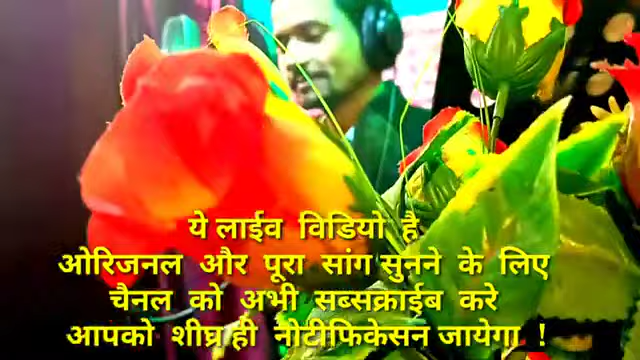 ये लाईव विडियो है
ओरिजनल और पूरा सांग सुनने के लिए
चैनल को अभी सब्सक्राईब करे
आपको शीघ्र ही नोटीफिकेसन जायेगा !